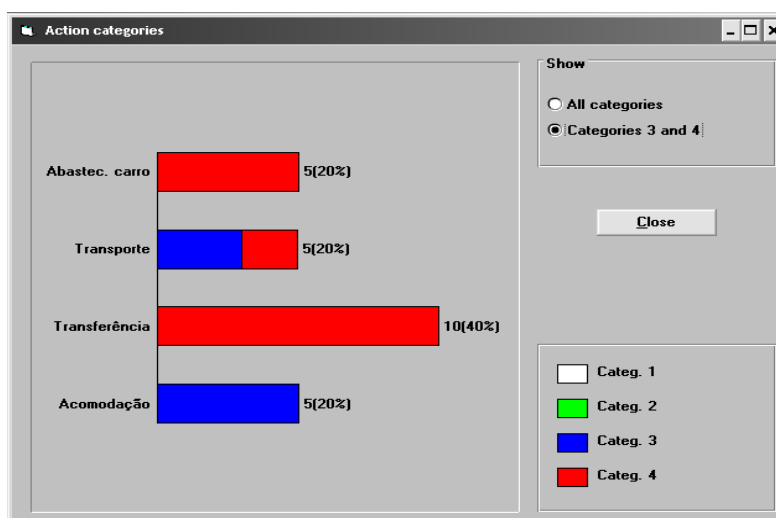 Action categories
Show
All categories
Categories 3 and 4
Abastec. carro
5(20%)
Transporte
5(20%)
Transferência
10(40%)
Acomodação
5(20%)
Close
Categ. 1
Categ. 2
Categ. 3
Categ. 4